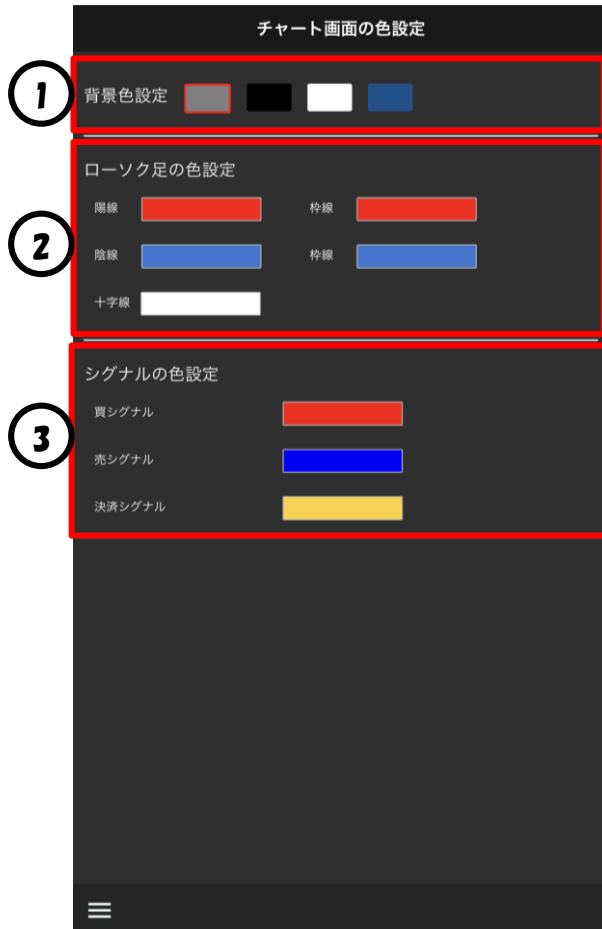 チャート画面の色設定
1
背景色設定
2
ローソク足の色設定
陽線 枠線
陰線 枠線
十字線
3
シグナルの色設定
買シグナル
売シグナル
決済シグナル